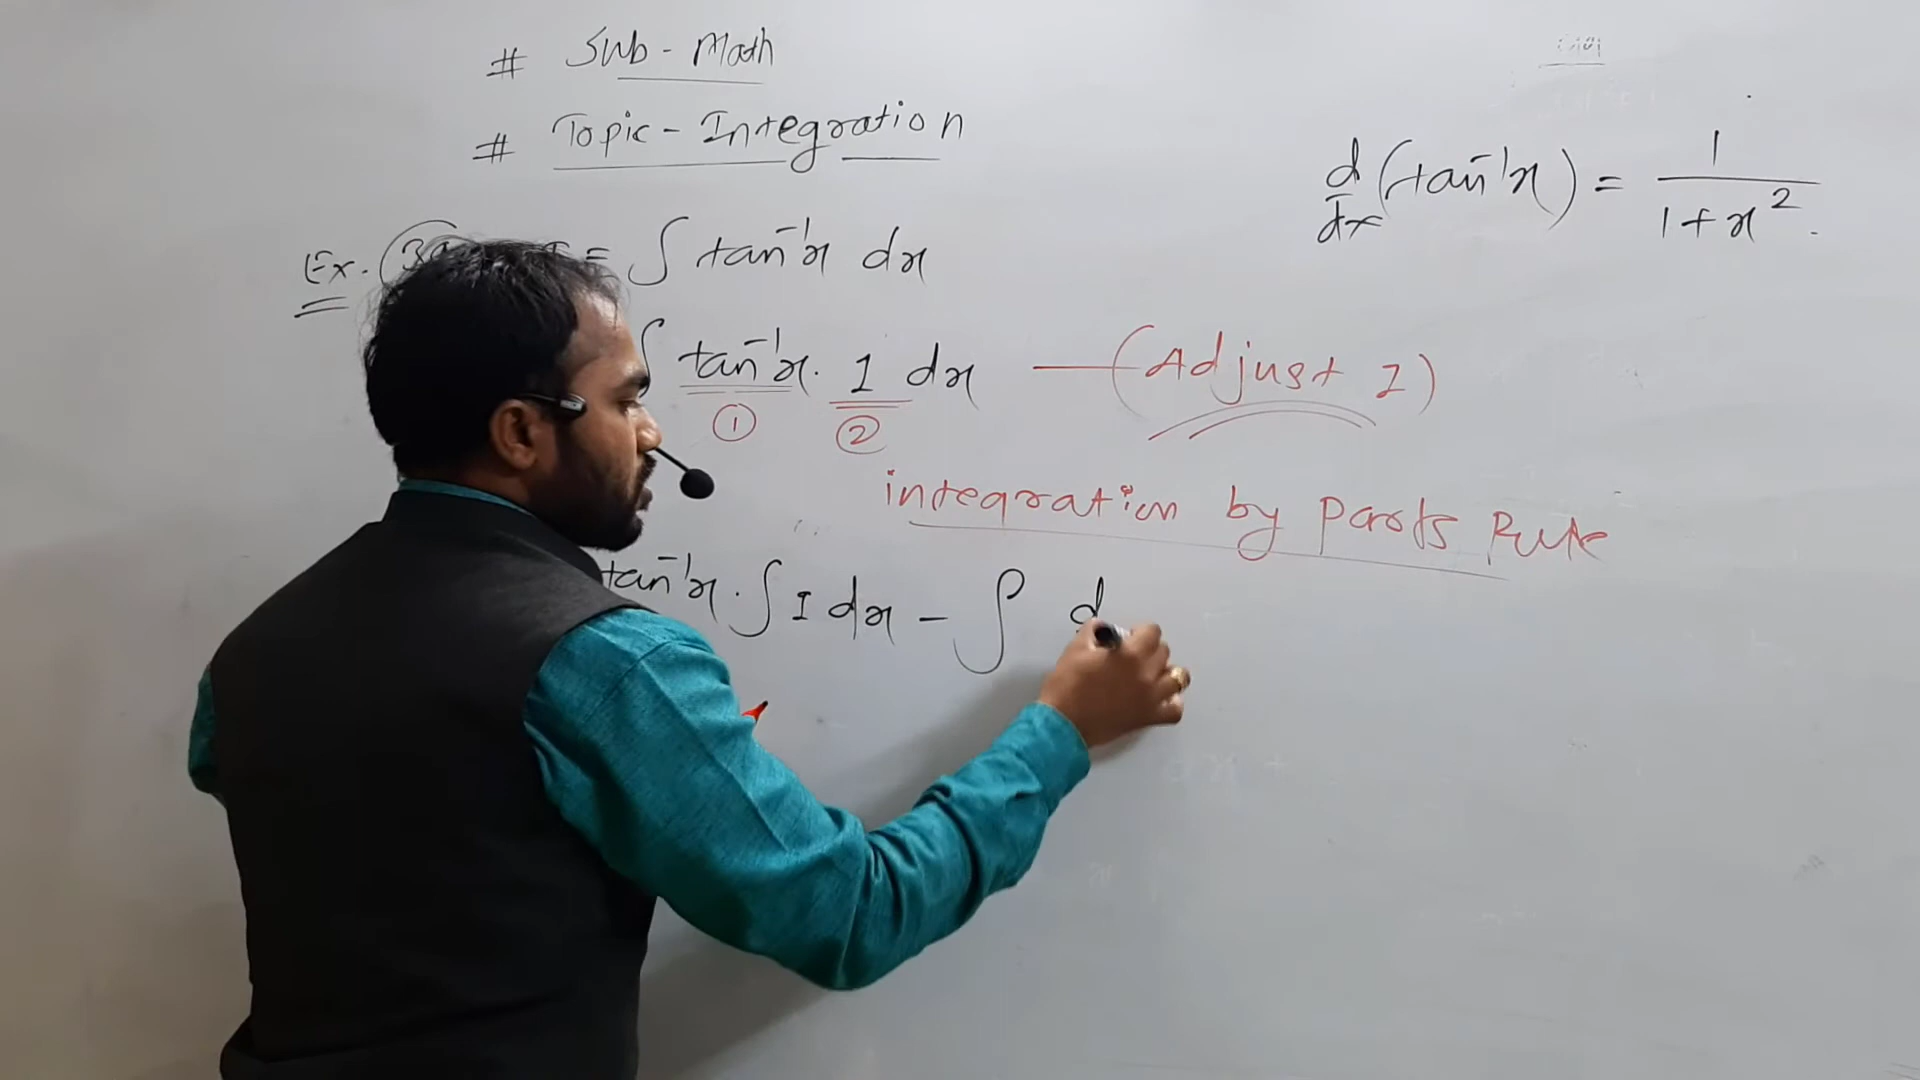 # Sub - Math
# Topic - Integration
d/dx (tan⁻¹x) = 1/(1+x²).
Ex. = ∫ tan⁻¹x dx
∫ tan⁻¹x · 1 dx — (Adjust 1)
① ②
integration by Parts Rule
tan⁻¹x · ∫ 1 dx - ∫ d